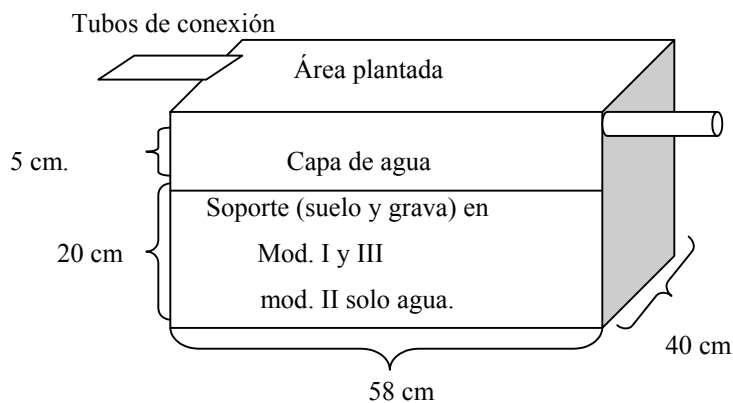 Tubos de conexión
Área plantada
5 cm.
Capa de agua
Soporte (suelo y grava) en
20 cm
Mod. I y III
mod. II solo agua.
40 cm
58 cm